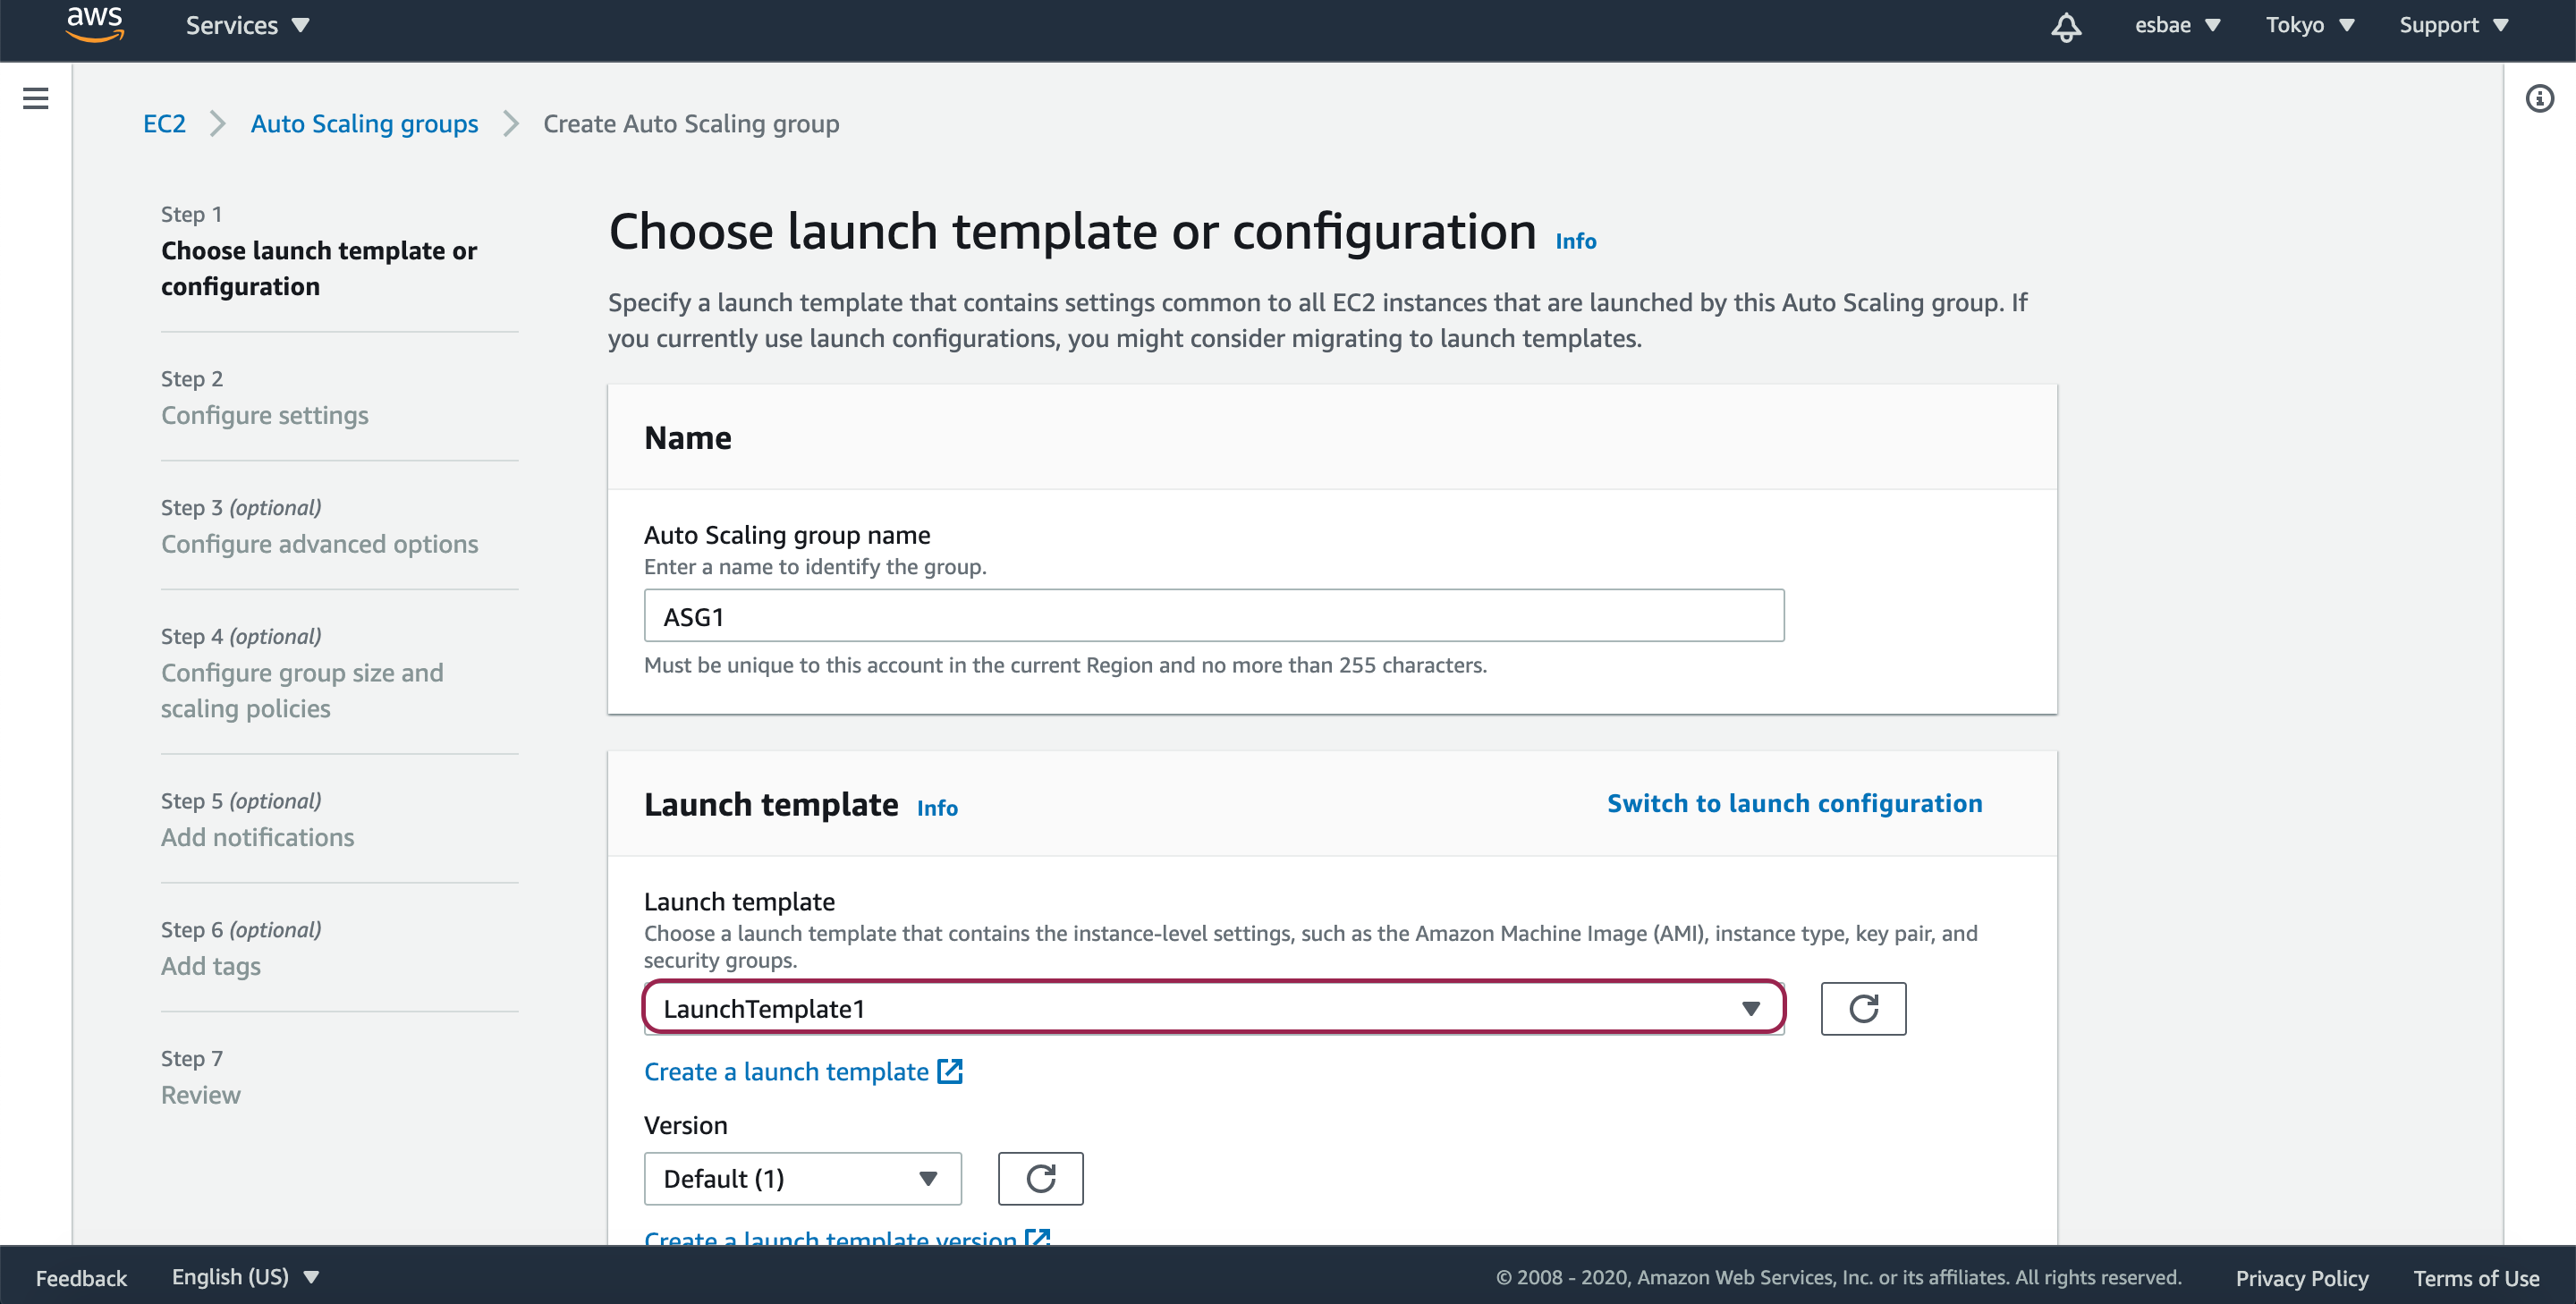 aws
Services
esbae
Tokyo
Support
EC2
Auto Scaling groups
Create Auto Scaling group
Step 1
Choose launch template or
configuration
Step 2
Configure settings
Step 3 (optional)
Configure advanced options
Step 4 (optional)
Configure group size and
scaling policies
Step 5 (optional)
Add notifications
Step 6 (optional)
Add tags
Step 7
Review
Choose launch template or configuration Info
Specify a launch template that contains settings common to all EC2 instances that are launched by this Auto Scaling group. If
you currently use launch configurations, you might consider migrating to launch templates.
Name
Auto Scaling group name
Enter a name to identify the group.
ASG1
Must be unique to this account in the current Region and no more than 255 characters.
Launch template Info
Switch to launch configuration
Launch template
Choose a launch template that contains the instance-level settings, such as the Amazon Machine Image (AMI), instance type, key pair, and
security groups.
LaunchTemplate1
Create a launch template
Version
Default (1)
Create a launch template version
Feedback
English (US)
© 2008 - 2020, Amazon Web Services, Inc. or its affiliates. All rights reserved.
Privacy Policy
Terms of Use